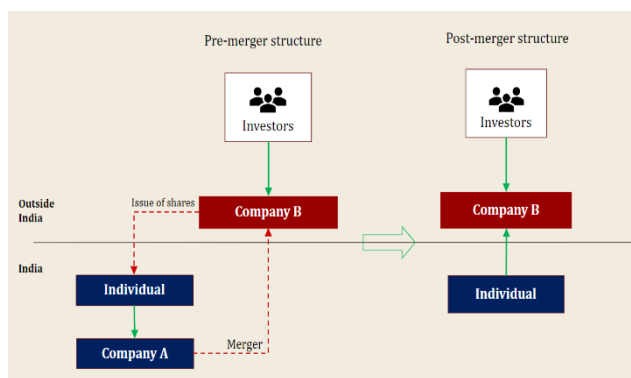 Pre-merger structure
Post-merger structure
Investors
Investors
Outside
India
Issue of shares
Company B
Company B
India
Individual
Individual
Company A
Merger